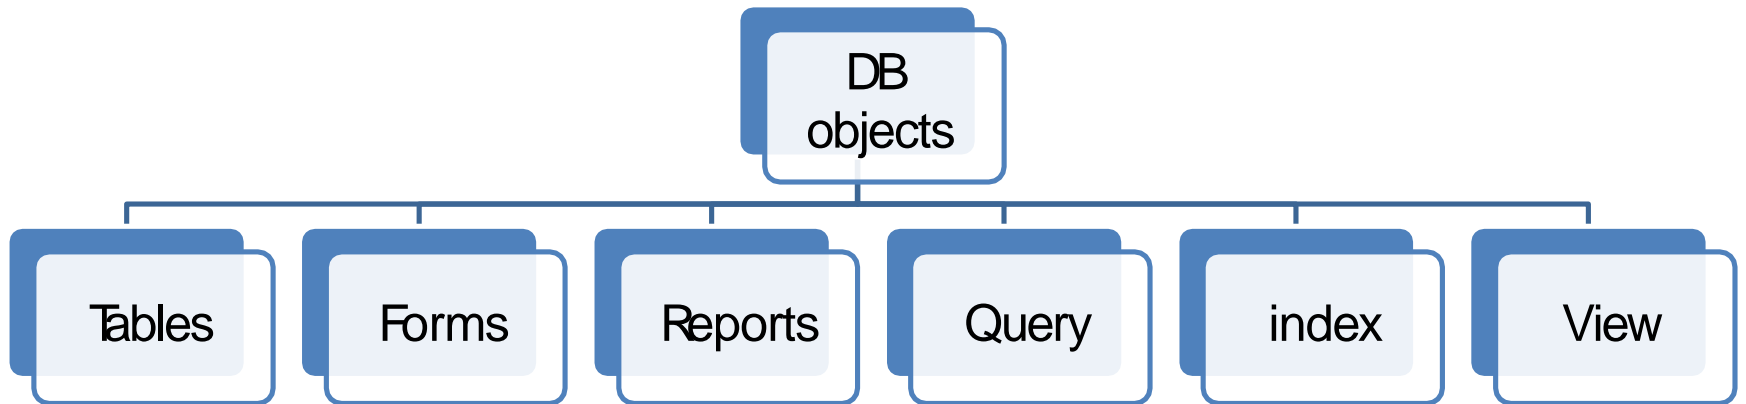 DB
objects
Tables
Forms
Reports
Query
index
View